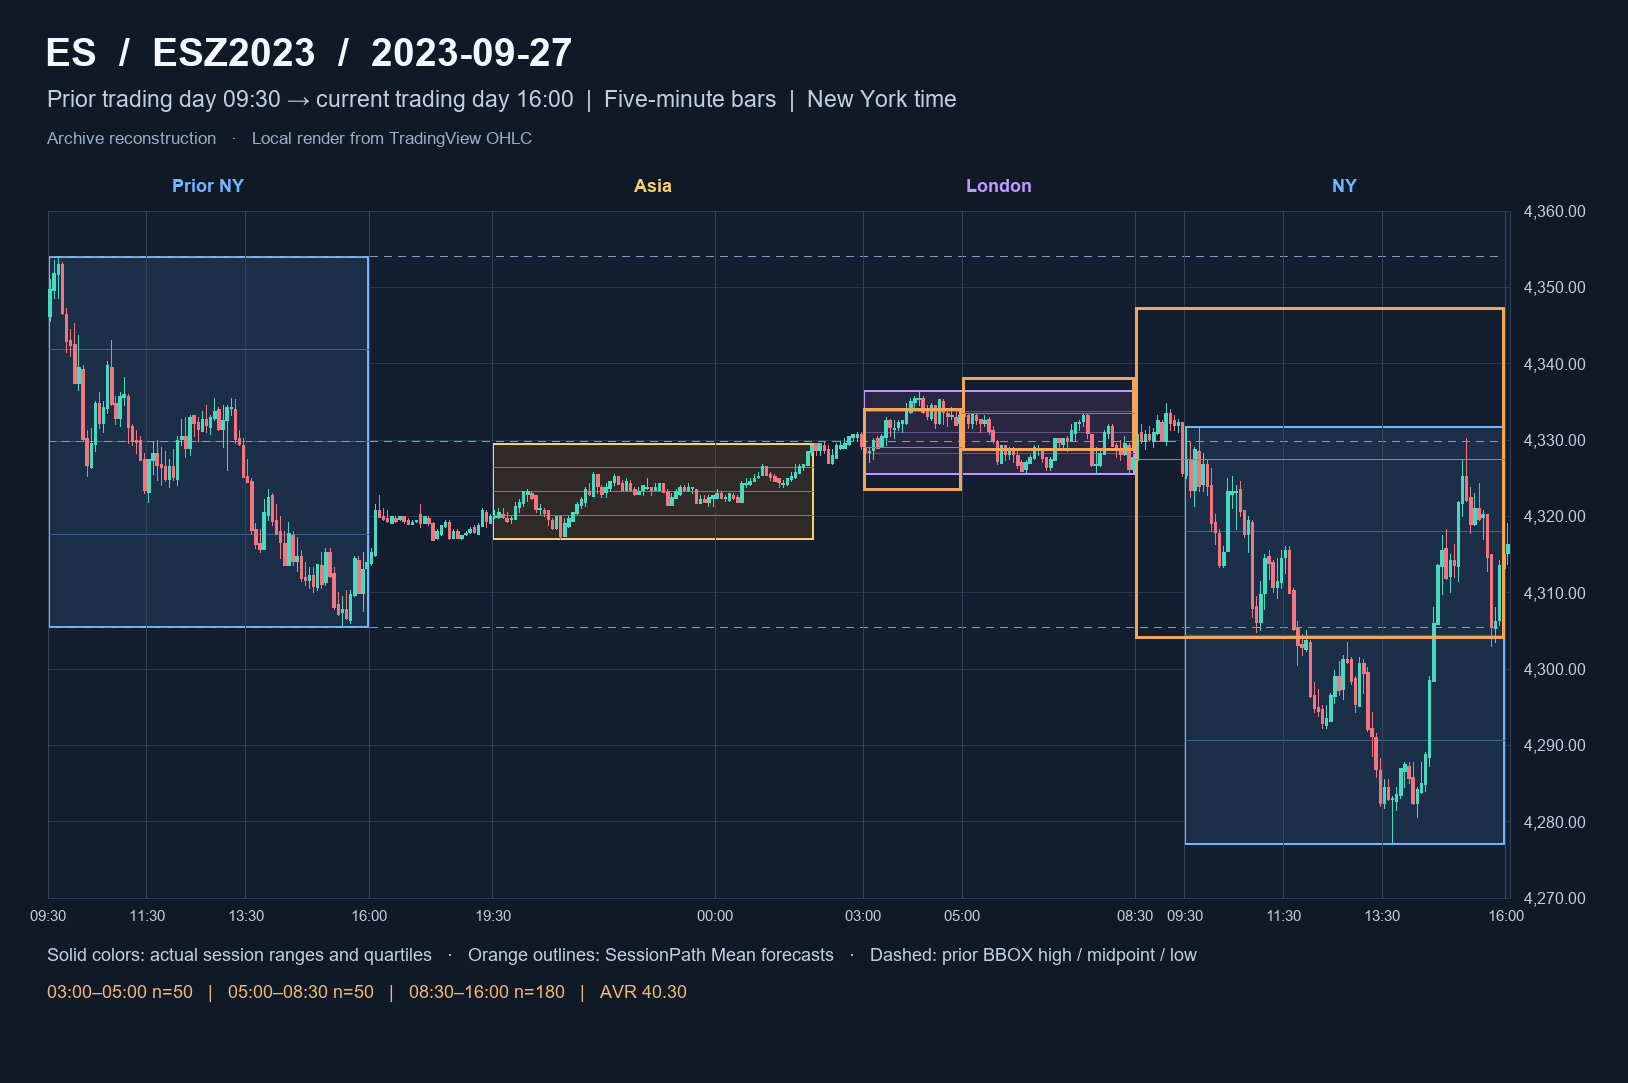 ES / ESZ2023 / 2023-09-27
Prior trading day 09:30 → current trading day 16:00 | Five-minute bars | New York time
Archive reconstruction · Local render from TradingView OHLC
Prior NY Asia London NY
4,360.00
4,350.00
4,340.00
4,330.00
4,320.00
4,310.00
4,300.00
4,290.00
4,280.00
4,270.00
09:30 11:30 13:30 16:00 19:30 00:00 03:00 05:00 08:30 09:30 11:30 13:30 16:00
Solid colors: actual session ranges and quartiles · Orange outlines: SessionPath Mean forecasts · Dashed: prior BBOX high / midpoint / low
03:00–05:00 n=50 | 05:00–08:30 n=50 | 08:30–16:00 n=180 | AVR 40.30